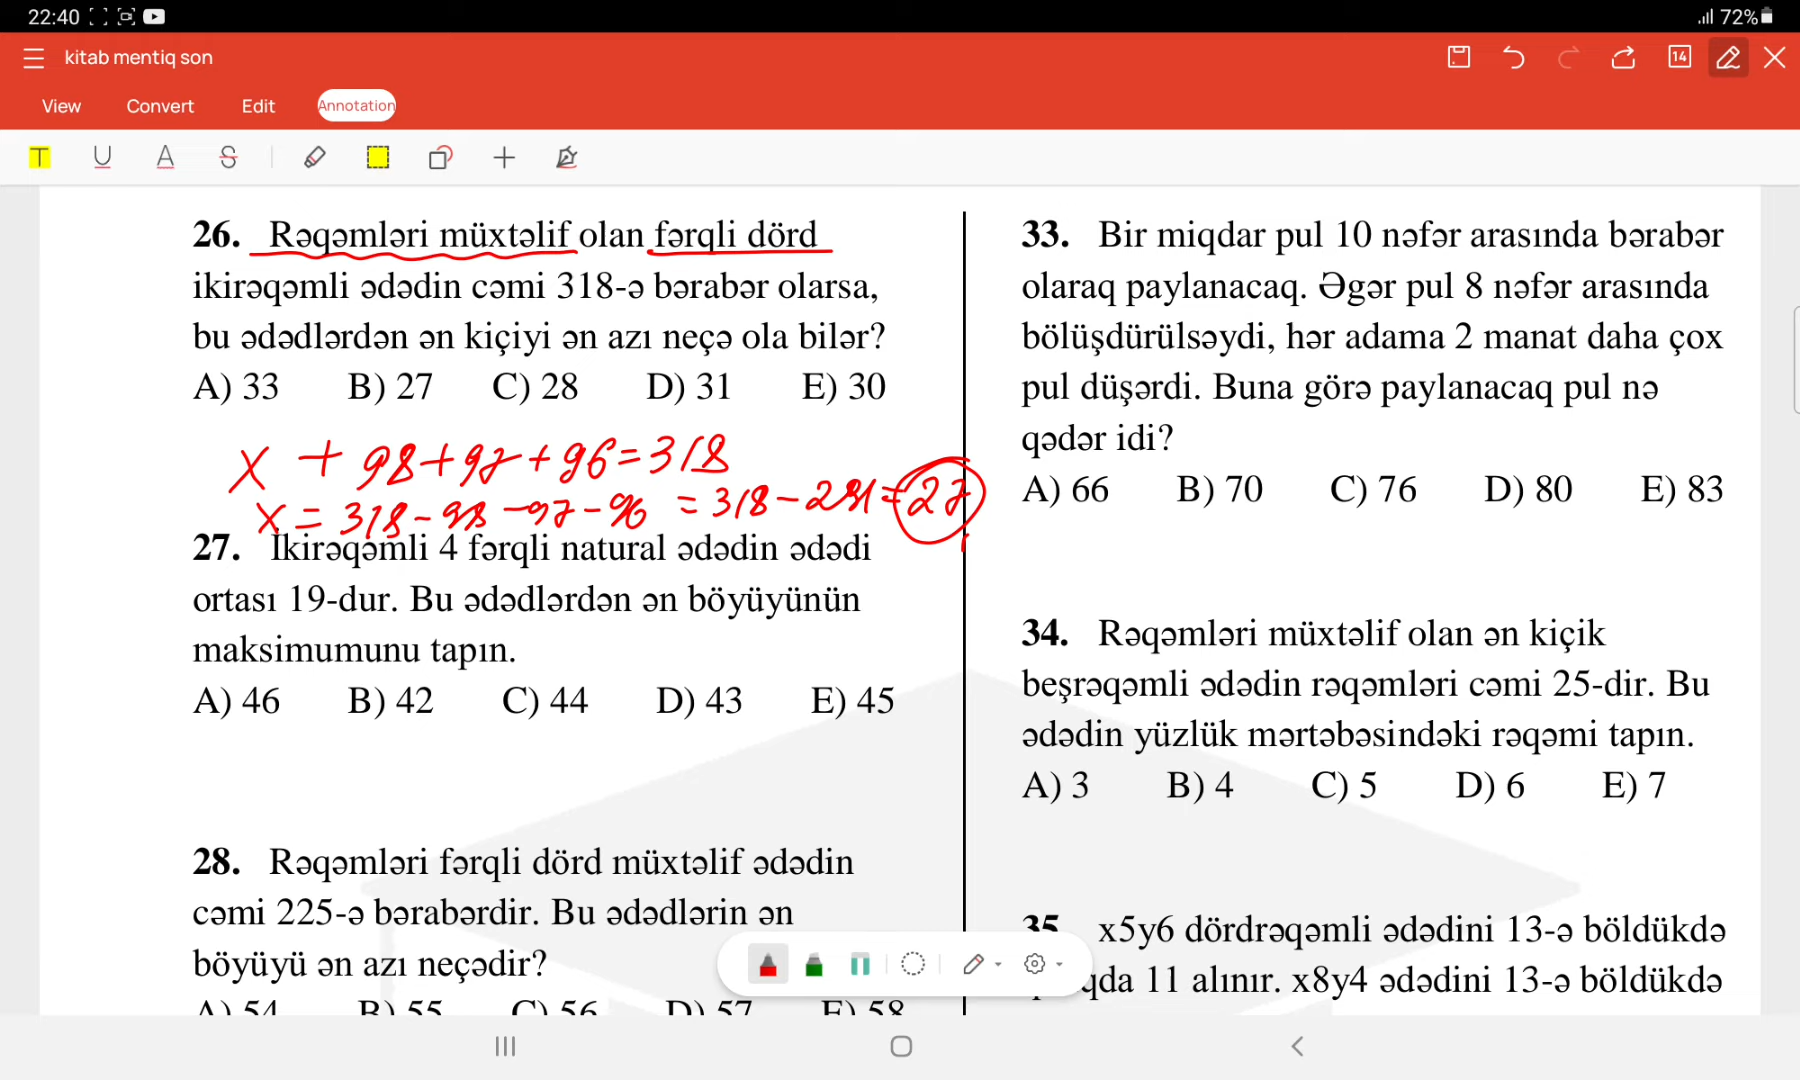 22:40
72%
kitab mentiq son
14
View Convert Edit Annotation
T U A S
26. Rəqəmləri müxtəlif olan fərqli dörd
ikirəqəmli ədədin cəmi 318-ə bərabər olarsa,
bu ədədlərdən ən kiçiyi ən azı neçə ola bilər?
A) 33 B) 27 C) 28 D) 31 E) 30
x + 98+97+96=318
x = 318-98-97-96 = 318-291=27
27. İkirəqəmli 4 fərqli natural ədədin ədədi
ortası 19-dur. Bu ədədlərdən ən böyüyünün
maksimumunu tapın.
A) 46 B) 42 C) 44 D) 43 E) 45
28. Rəqəmləri fərqli dörd müxtəlif ədədin
cəmi 225-ə bərabərdir. Bu ədədlərin ən
böyüyü ən azı neçədir?
A) 54 B) 55 C) 56 D) 57 E) 58
33. Bir miqdar pul 10 nəfər arasında bərabər
olaraq paylanacaq. Əgər pul 8 nəfər arasında
bölüşdürülsəydi, hər adama 2 manat daha çox
pul düşərdi. Buna görə paylanacaq pul nə
qədər idi?
A) 66 B) 70 C) 76 D) 80 E) 83
34. Rəqəmləri müxtəlif olan ən kiçik
beşrəqəmli ədədin rəqəmləri cəmi 25-dir. Bu
ədədin yüzlük mərtəbəsindəki rəqəmi tapın.
A) 3 B) 4 C) 5 D) 6 E) 7
35 x5y6 dördrəqəmli ədədini 13-ə böldükdə
11 alınır. x8y4 ədədini 13-ə böldükdə